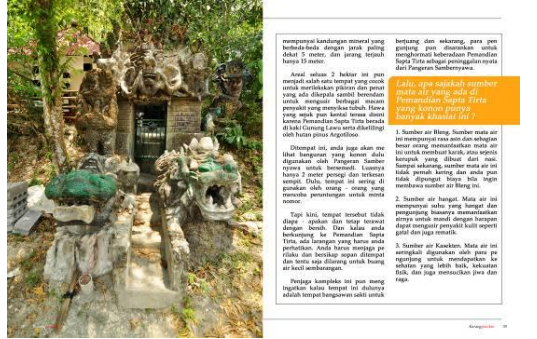 mempunyai kandungan mineral yang
berbeda-beda dengan jarak paling
dekat 5 meter, dan jarang terjauh
hanya 15 meter.
Areal seluas 2 hektar ini pun
menjadi salah satu tempat yang cocok
untuk merilekskan pikiran dan penat
yang ada dikepala sambil berendam
untuk mengusir berbagai macam
penyakit yang menyiksa tubuh. Hawa
yang sejuk pun kental terasa disini
karena Pemandian Sapta Tirta berada
di kaki Gunung Lawu serta dikelilingi
oleh hutan pinus Argotiloso.
Ditempat ini, anda juga akan me
lihat bangunan yang konon dulu
digunakan oleh Pangeran Samber
nyawa untuk bersemedi. Luasnya
hanya 2 meter persegi dan terkesan
sempit. Dulu, tempat ini sering di
gunakan oleh orang - orang yang
mencoba peruntungan untuk minta
nomor.
Tapi kini, tempat tersebut tidak
diapa - apakan dan tetap terawat
dengan bersih. Dan kalau anda
berkunjung ke Pemandian Sapta
Tirta, ada larangan yang harus anda
perhatikan. Anda harus menjaga pe
rilaku dan bersikap sopan ditempat
dan tentu saja dilarang untuk buang
air kecil sembarangan.
Penjaga kompleks ini pun meng
ingatkan kalau tempat ini dulunya
adalah tempat bangsawan sakti untuk
berjuang dan sekarang, para pen
gunjung pun disarankan untuk
menghormati keberadaan Pemandian
Sapta Tirta sebagai peninggalan nyata
dari Pangeran Sambernyawa.
Lalu, apa sajakah sumber
mata air yang ada di
Pemandian Sapta Tirta
yang konon punya
banyak khasiat ini ?
1. Sumber air Bleng. Sumber mata air
ini mempunyai rasa asin dan sebagian
besar orang memanfaatkan mata air
ini untuk membuat karak, atau sejenis
kerupuk yang dibuat dari nasi.
Sampai sekarang, sumber mata air ini
tidak pernah kering dan anda pun
tidak dipungut biaya bila ingin
membawa sumber air Bleng ini.
2. Sumber air hangat. Mata air ini
mempunyai suhu yang hangat dan
pengunjung biasanya memanfaatkan
airnya untuk mandi dengan harapan
dapat mengusir penyakit kulit seperti
gatal dan juga rematik.
3. Sumber air Kasekten. Mata air ini
seringkali digunakan oleh para pe
ngunjung untuk mendapatkan ke
sehatan yang lebih baik, kekuatan
fisik, dan juga mensucikan jiwa dan
raga.